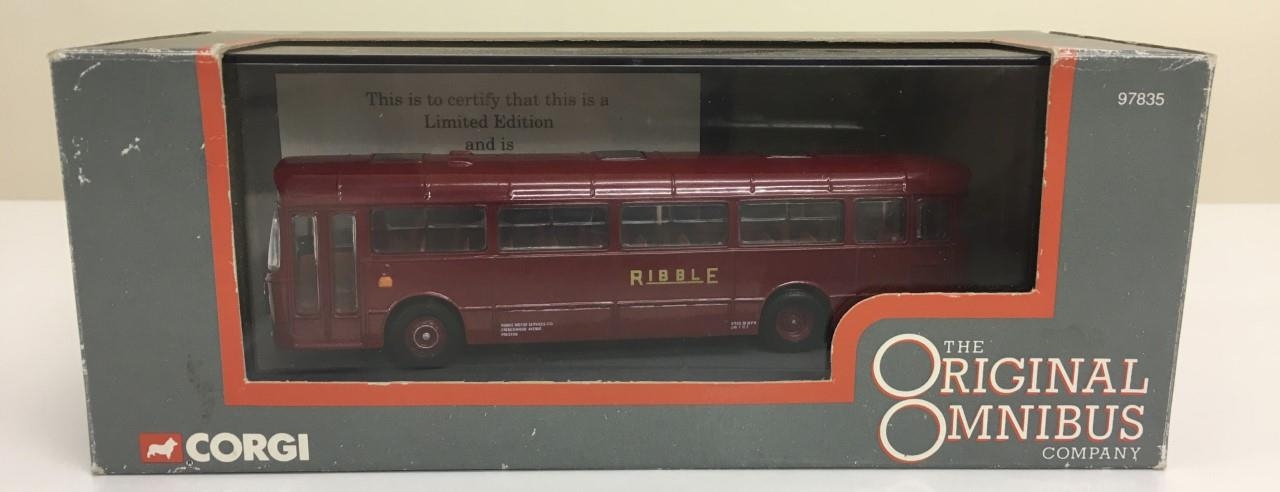 This is to certify that this is a
Limited Edition
and is
97835
RIBBLE
THE
ORIGINAL
OMNIBUS
COMPANY
CORGI